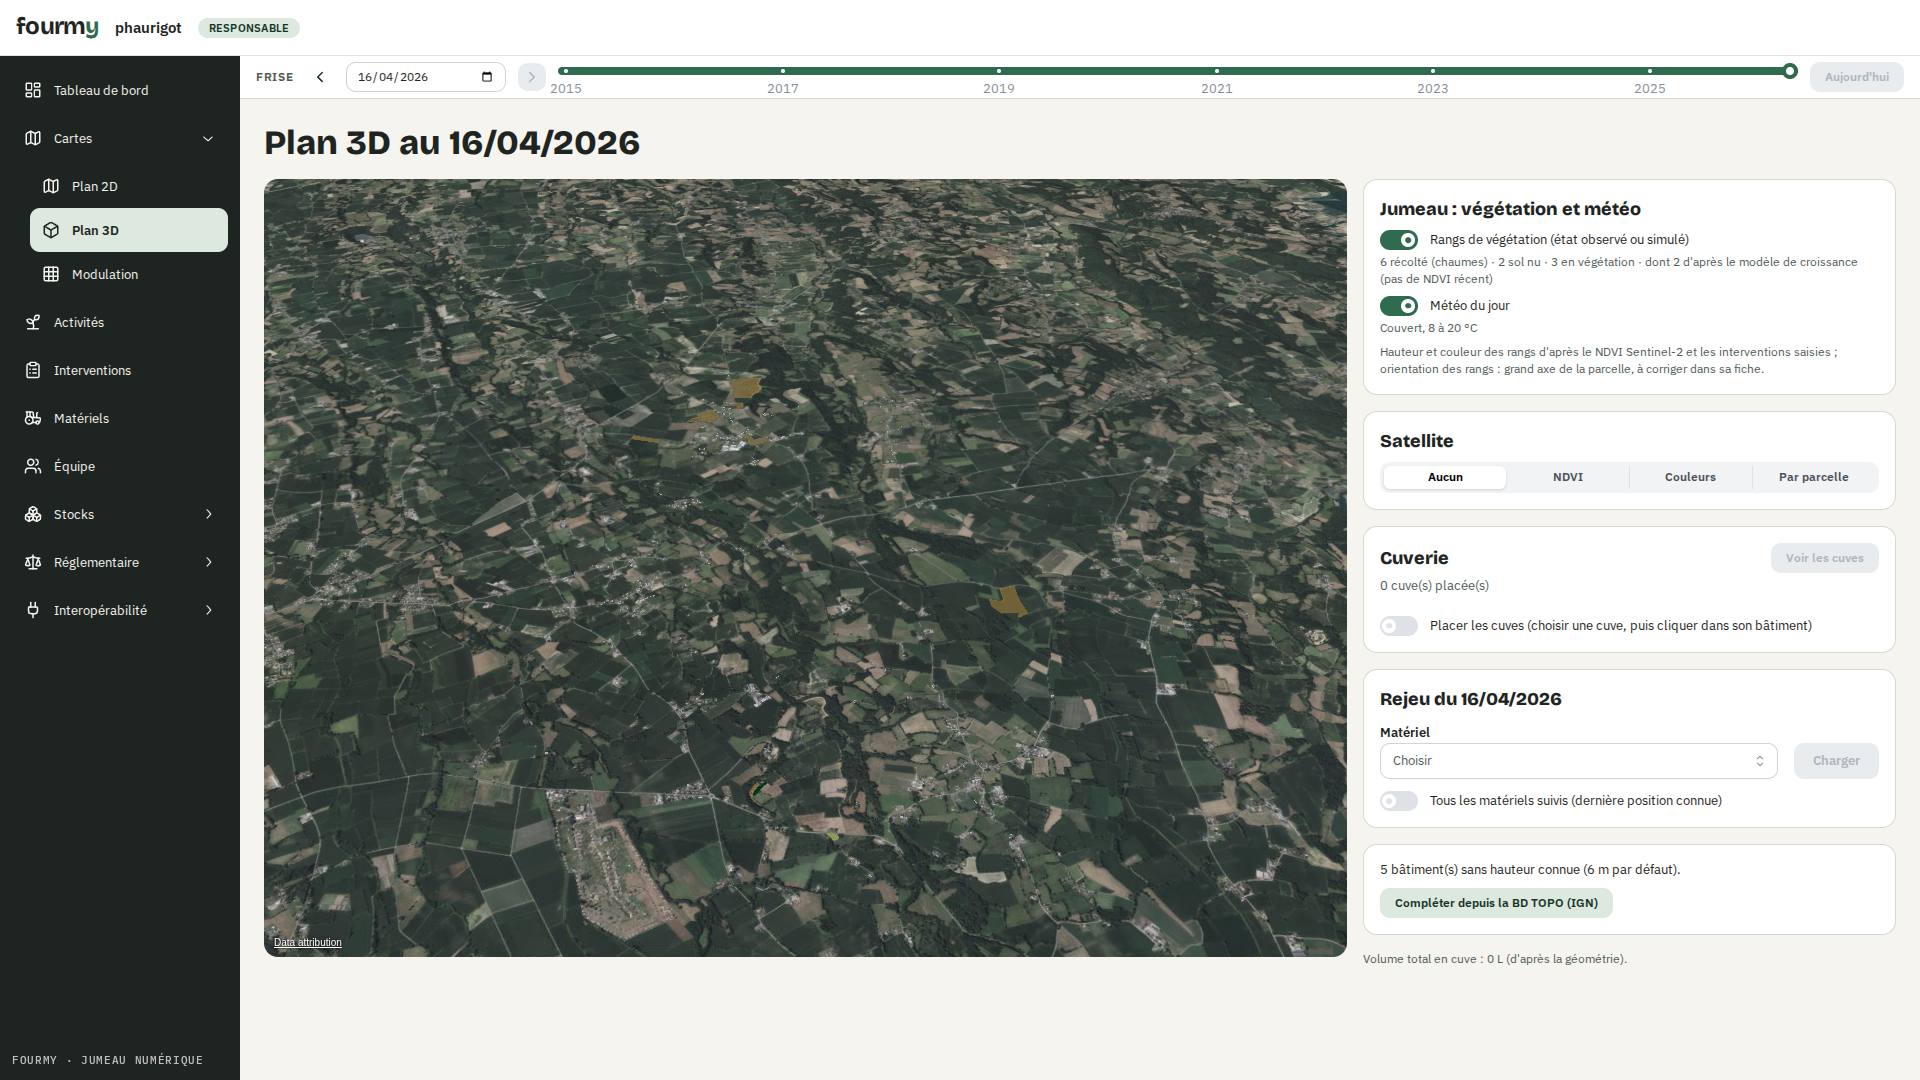 fourmy phaurigot RESPONSABLE
Tableau de bord
Cartes
Plan 2D
Plan 3D
Modulation
Activités
Interventions
Matériels
Équipe
Stocks
Réglementaire
Interopérabilité
FOURMY · JUMEAU NUMÉRIQUE
FRISE 16/04/2026 Aujourd'hui
2015 2017 2019 2021 2023 2025
Plan 3D au 16/04/2026
Data attribution
Jumeau : végétation et météo
Rangs de végétation (état observé ou simulé)
6 récolté (chaumes) · 2 sol nu · 3 en végétation · dont 2 d'après le modèle de croissance
(pas de NDVI récent)
Météo du jour
Couvert, 8 à 20 °C
Hauteur et couleur des rangs d'après le NDVI Sentinel-2 et les interventions saisies ;
orientation des rangs : grand axe de la parcelle, à corriger dans sa fiche.
Satellite
Aucun NDVI Couleurs Par parcelle
Cuverie Voir les cuves
0 cuve(s) placée(s)
Placer les cuves (choisir une cuve, puis cliquer dans son bâtiment)
Rejeu du 16/04/2026
Matériel
Choisir Charger
Tous les matériels suivis (dernière position connue)
5 bâtiment(s) sans hauteur connue (6 m par défaut).
Compléter depuis la BD TOPO (IGN)
Volume total en cuve : 0 L (d'après la géométrie).